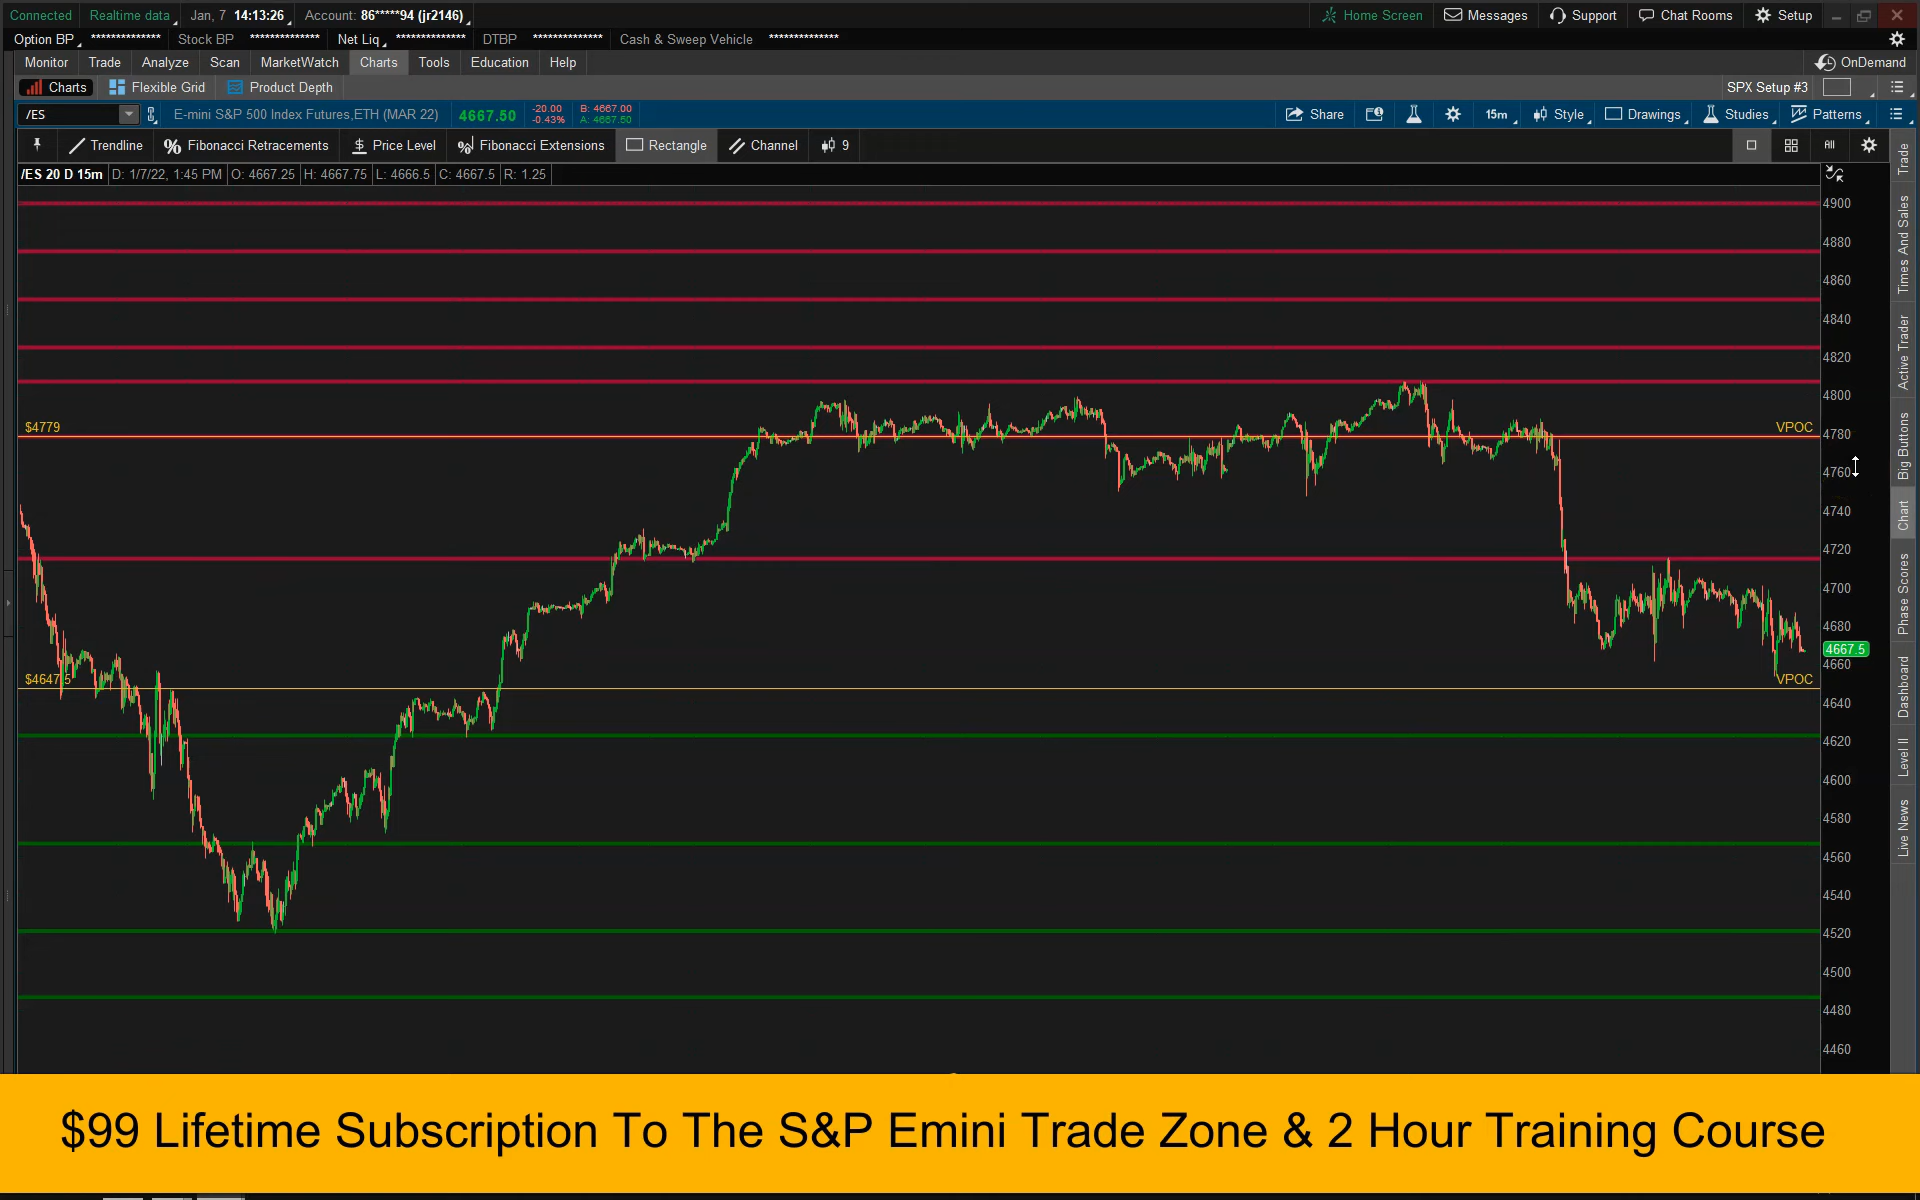 Connected Realtime data Jan, 7 14:13:26 Account: 86*****94 (jr2146) Home Screen Messages Support Chat Rooms Setup
Option BP ************** Stock BP ************** Net Liq ************** DTBP ************** Cash & Sweep Vehicle **************
Monitor Trade Analyze Scan MarketWatch Charts Tools Education Help OnDemand
Charts Flexible Grid Product Depth SPX Setup #3
/ES E-mini S&P 500 Index Futures,ETH (MAR 22) 4667.50 -20.00 B: 4667.00 Share 15m Style Drawings Studies Patterns
-0.43% A: 4667.50
Trendline Fibonacci Retracements Price Level Fibonacci Extensions Rectangle Channel 9 All
/ES 20 D 15m D: 1/7/22, 1:45 PM O: 4667.25 H: 4667.75 L: 4666.5 C: 4667.5 R: 1.25
4900
4880
4860
4840
4820
4800
$4779 VPOC
4780
4760
4740
4720
4700
4680
4667.5
4660
$4647.5 VPOC
4640
4620
4600
4580
4560
4540
4520
4500
4480
4460
Trade
Times And Sales
Active Trader
Big Buttons
Chart
Phase Scores
Dashboard
Level II
Live News
$99 Lifetime Subscription To The S&P Emini Trade Zone & 2 Hour Training Course